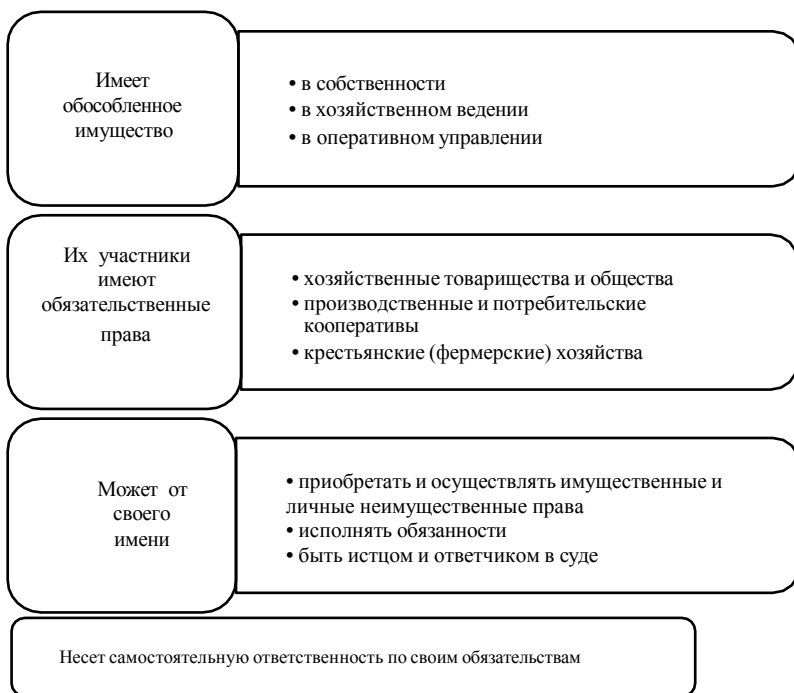 Имеет
обособленное
имущество
• в собственности
• в хозяйственном ведении
• в оперативном управлении
Их участники
имеют
обязательственные
права
• хозяйственные товарищества и общества
• производственные и потребительские
кооперативы
• крестьянские (фермерские) хозяйства
Может от
своего
имени
• приобретать и осуществлять имущественные и
личные неимущественные права
• исполнять обязанности
• быть истцом и ответчиком в суде
Несет самостоятельную ответственность по своим обязательствам